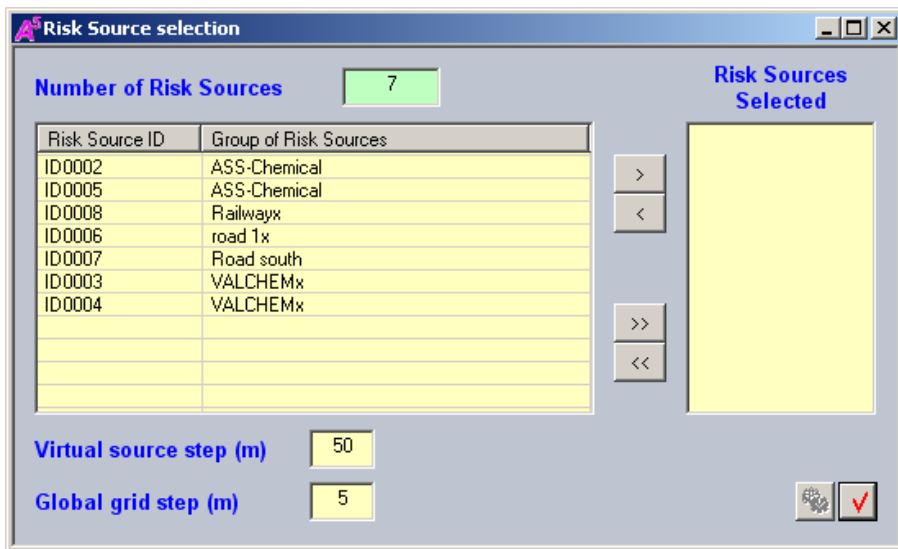 A5 Risk Source selection
Number of Risk Sources 7
Risk Sources
Selected
Risk Source ID Group of Risk Sources
ID0002 ASS-Chemical
ID0005 ASS-Chemical
ID0008 Railwayx
ID0006 road 1x
ID0007 Road south
ID0003 VALCHEMx
ID0004 VALCHEMx
>
<
>>
<<
Virtual source step (m) 50
Global grid step (m) 5